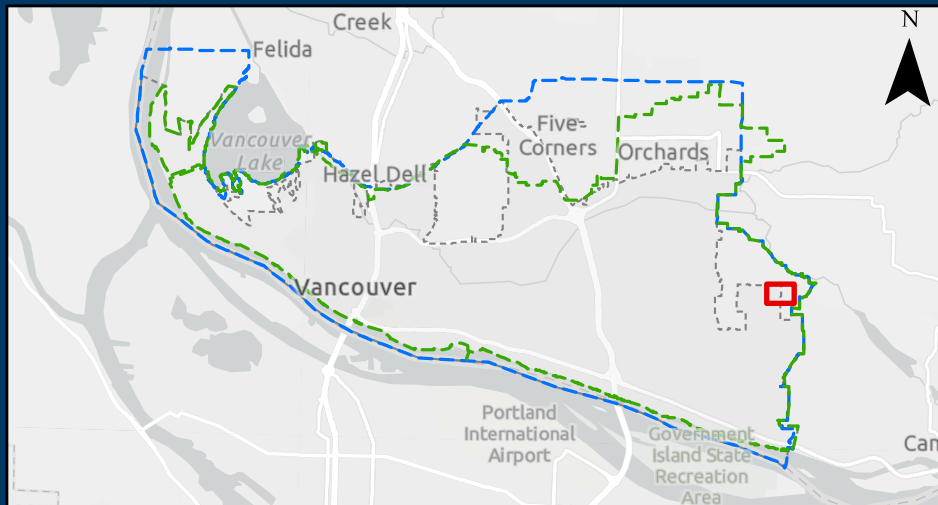 N
Creek
Felida
Vancouver
Lake
Five-
Corners
Orchards
Hazel Dell
Vancouver
Portland
International
Airport
Government
Island State
Recreation
Area
Cam